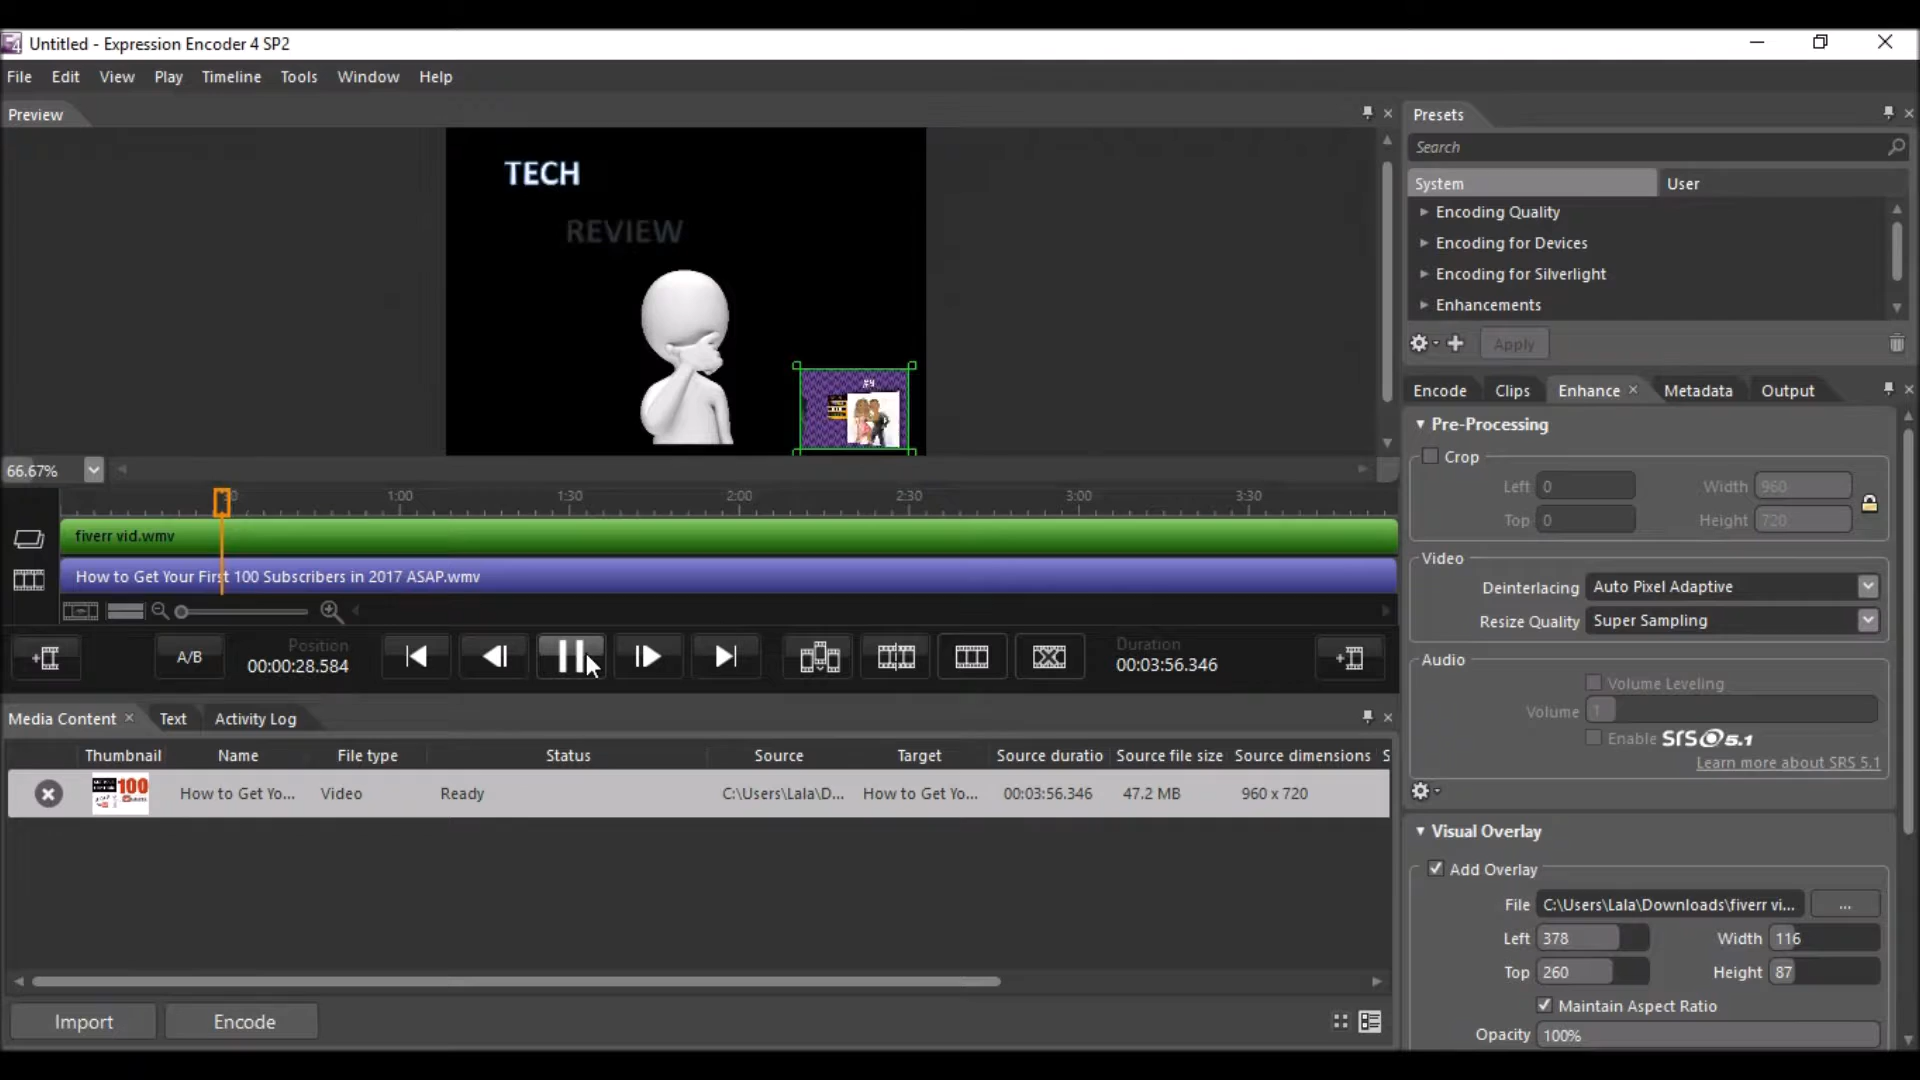 Untitled - Expression Encoder 4 SP2
File Edit View Play Timeline Tools Window Help
Preview
TECH
REVIEW
#4
66.67%
1:00 1:30 2:00 2:30 3:00 3:30
fiverr vid.wmv
How to Get Your First 100 Subscribers in 2017 ASAP.wmv
A/B
Position
00:00:28.584
Duration
00:03:56.346
Media Content Text Activity Log
Thumbnail Name File type Status Source Target Source duratio Source file size Source dimensions S
100 How to Get Yo... Video Ready C:\Users\Lala\D... How to Get Yo... 00:03:56.346 47.2 MB 960 x 720
Import Encode
Presets
Search
System User
Encoding Quality
Encoding for Devices
Encoding for Silverlight
Enhancements
Apply
Encode Clips Enhance Metadata Output
Pre-Processing
Crop
Left 0 Width 960
Top 0 Height 720
Video
Deinterlacing Auto Pixel Adaptive
Resize Quality Super Sampling
Audio
Volume Leveling
Volume 1
Enable SRS 5.1
Learn more about SRS 5.1
Visual Overlay
Add Overlay
File C:\Users\Lala\Downloads\fiverr vi... ...
Left 378 Width 116
Top 260 Height 87
Maintain Aspect Ratio
Opacity 100%